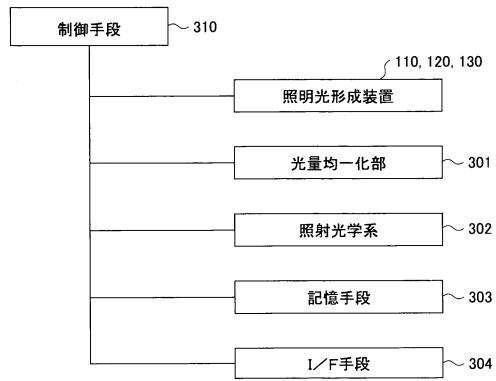 制御手段
310
110, 120, 130
照明光形成装置
光量均一化部
301
照射光学系
302
記憶手段
303
I/F手段
304